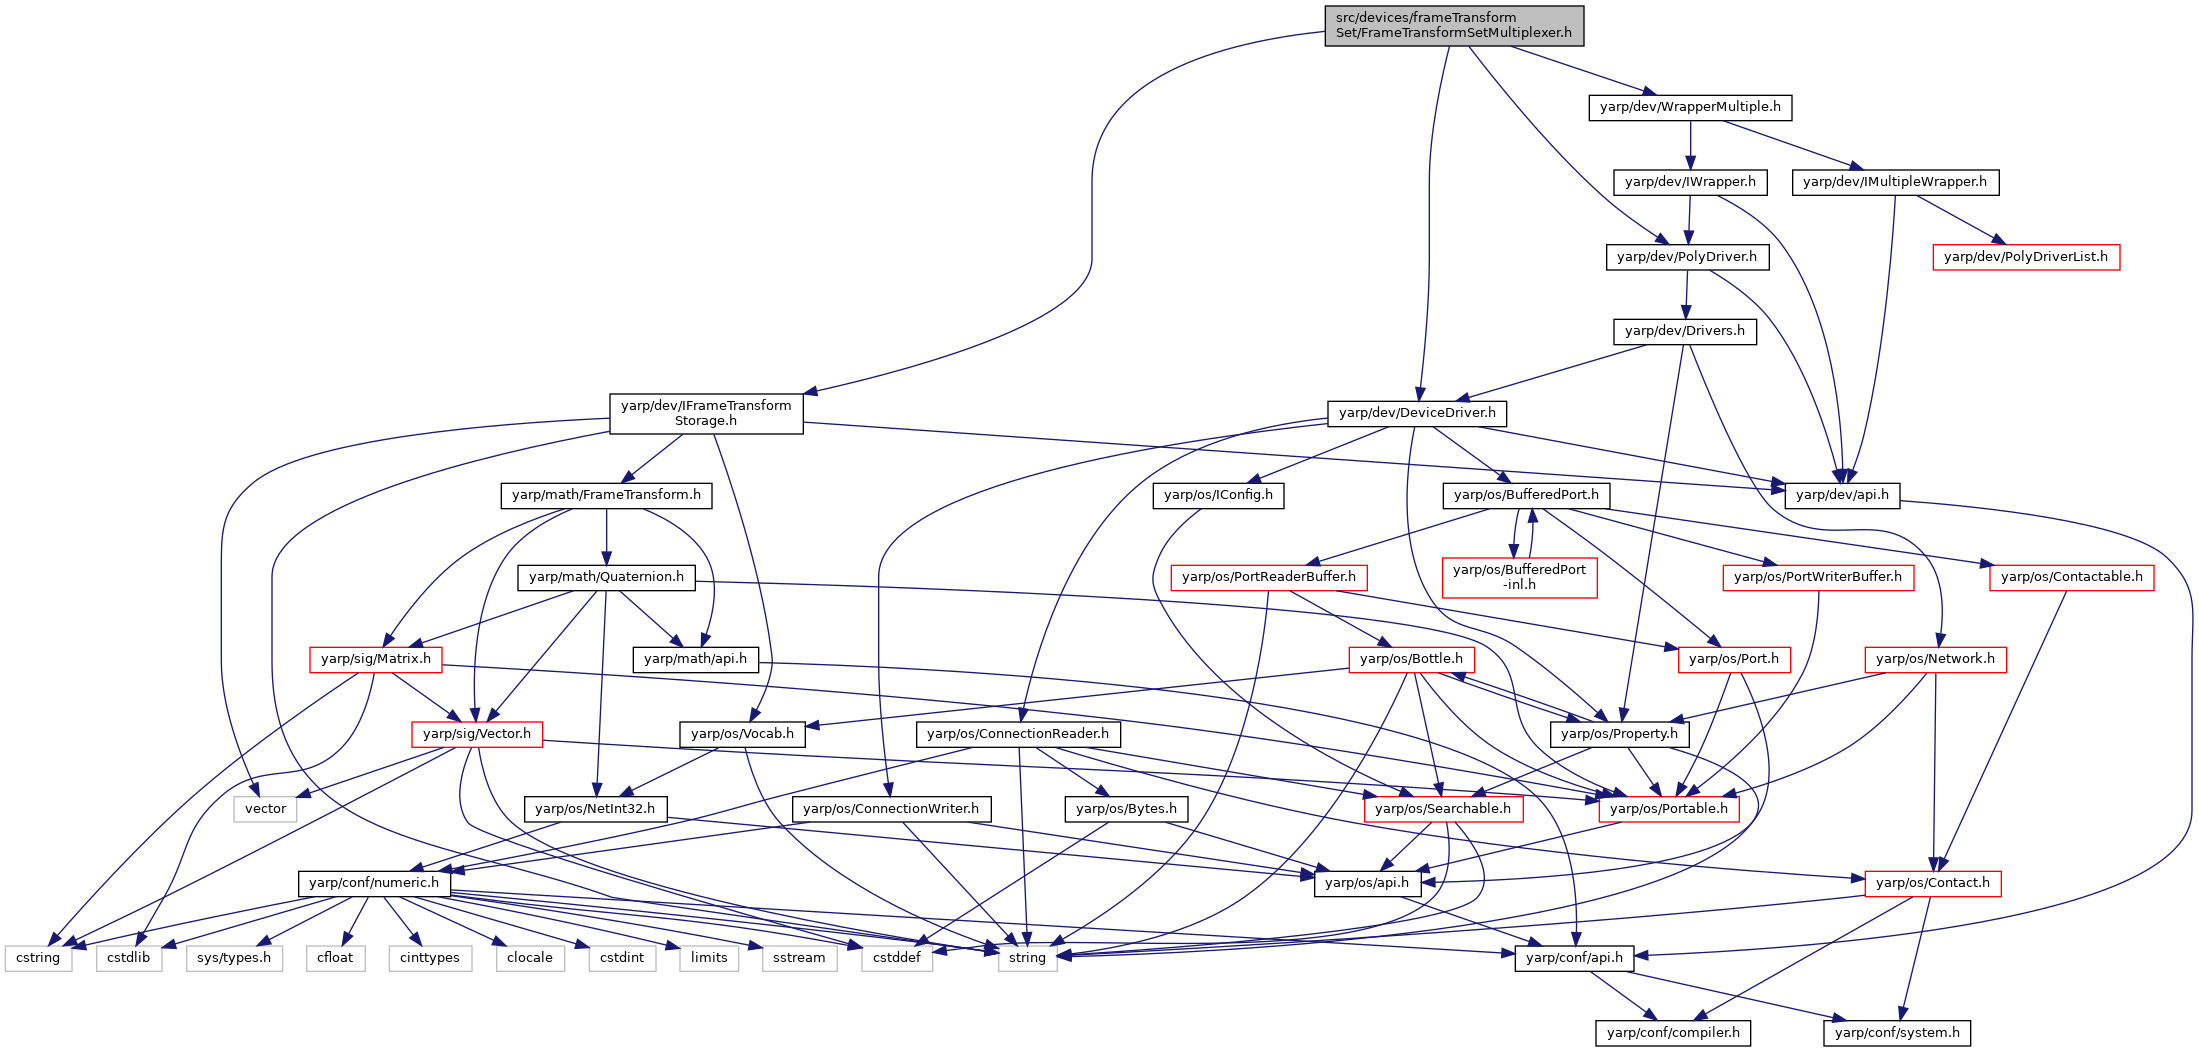 src/devices/frameTransform
Set/FrameTransformSetMultiplexer.h
yarp/dev/WrapperMultiple.h
yarp/dev/IWrapper.h
yarp/dev/IMultipleWrapper.h
yarp/dev/PolyDriver.h
yarp/dev/PolyDriverList.h
yarp/dev/Drivers.h
yarp/dev/IFrameTransform
Storage.h
yarp/dev/DeviceDriver.h
yarp/math/FrameTransform.h
yarp/os/IConfig.h
yarp/os/BufferedPort.h
yarp/dev/api.h
yarp/math/Quaternion.h
yarp/os/PortReaderBuffer.h
yarp/os/BufferedPort
-inl.h
yarp/os/PortWriterBuffer.h
yarp/os/Contactable.h
yarp/sig/Matrix.h
yarp/math/api.h
yarp/os/Bottle.h
yarp/os/Port.h
yarp/os/Network.h
yarp/sig/Vector.h
yarp/os/Vocab.h
yarp/os/ConnectionReader.h
yarp/os/Property.h
vector
yarp/os/NetInt32.h
yarp/os/ConnectionWriter.h
yarp/os/Bytes.h
yarp/os/Searchable.h
yarp/os/Portable.h
yarp/conf/numeric.h
yarp/os/api.h
yarp/os/Contact.h
cstring
cstdlib
sys/types.h
cfloat
cinttypes
clocale
cstdint
limits
sstream
cstddef
string
yarp/conf/api.h
yarp/conf/compiler.h
yarp/conf/system.h